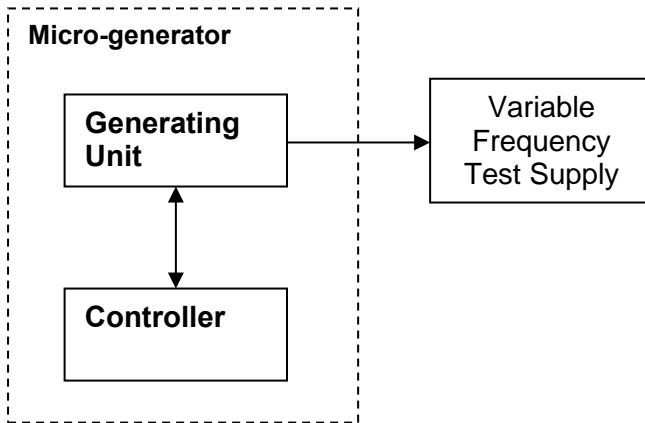 Micro-generator
Generating
Unit
Variable
Frequency
Test Supply
Controller